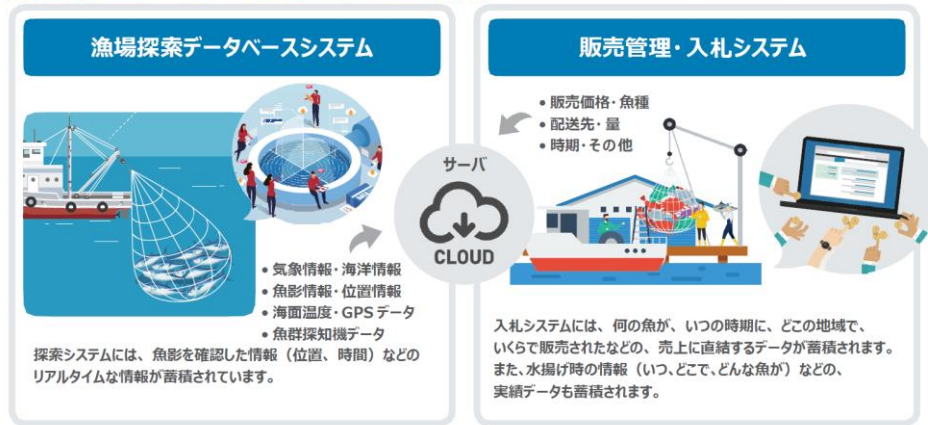 漁場探索データベースシステム
• 気象情報・海洋情報
• 魚影情報・位置情報
• 海面温度・GPSデータ
• 魚群探知機データ
探索システムには、魚影を確認した情報（位置、時間）などの
リアルタイムな情報が蓄積されています。
サーバ
CLOUD
販売管理・入札システム
• 販売価格・魚種
• 配送先・量
• 時期・その他
入札システムには、何の魚が、いつの時期に、どこの地域で、
いくらで販売されたなどの、売上に直結するデータが蓄積されます。
また、水揚げ時の情報（いつ、どこで、どんな魚が）などの、
実績データも蓄積されます。